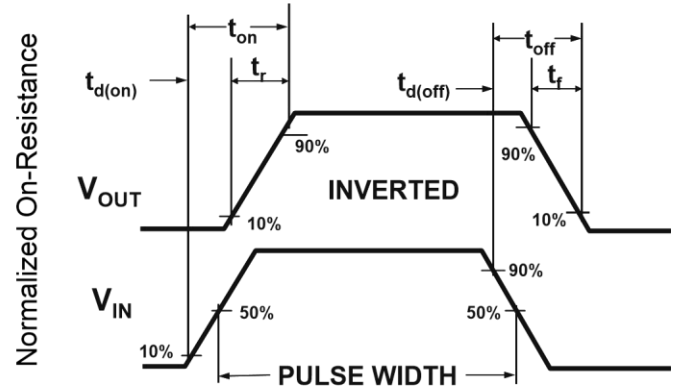 Normalized On-Resistance
t_on
t_off
t_d(on)
t_r
t_d(off)
t_f
90%
90%
V_OUT
INVERTED
10%
10%
90%
V_IN
50%
50%
10%
PULSE WIDTH